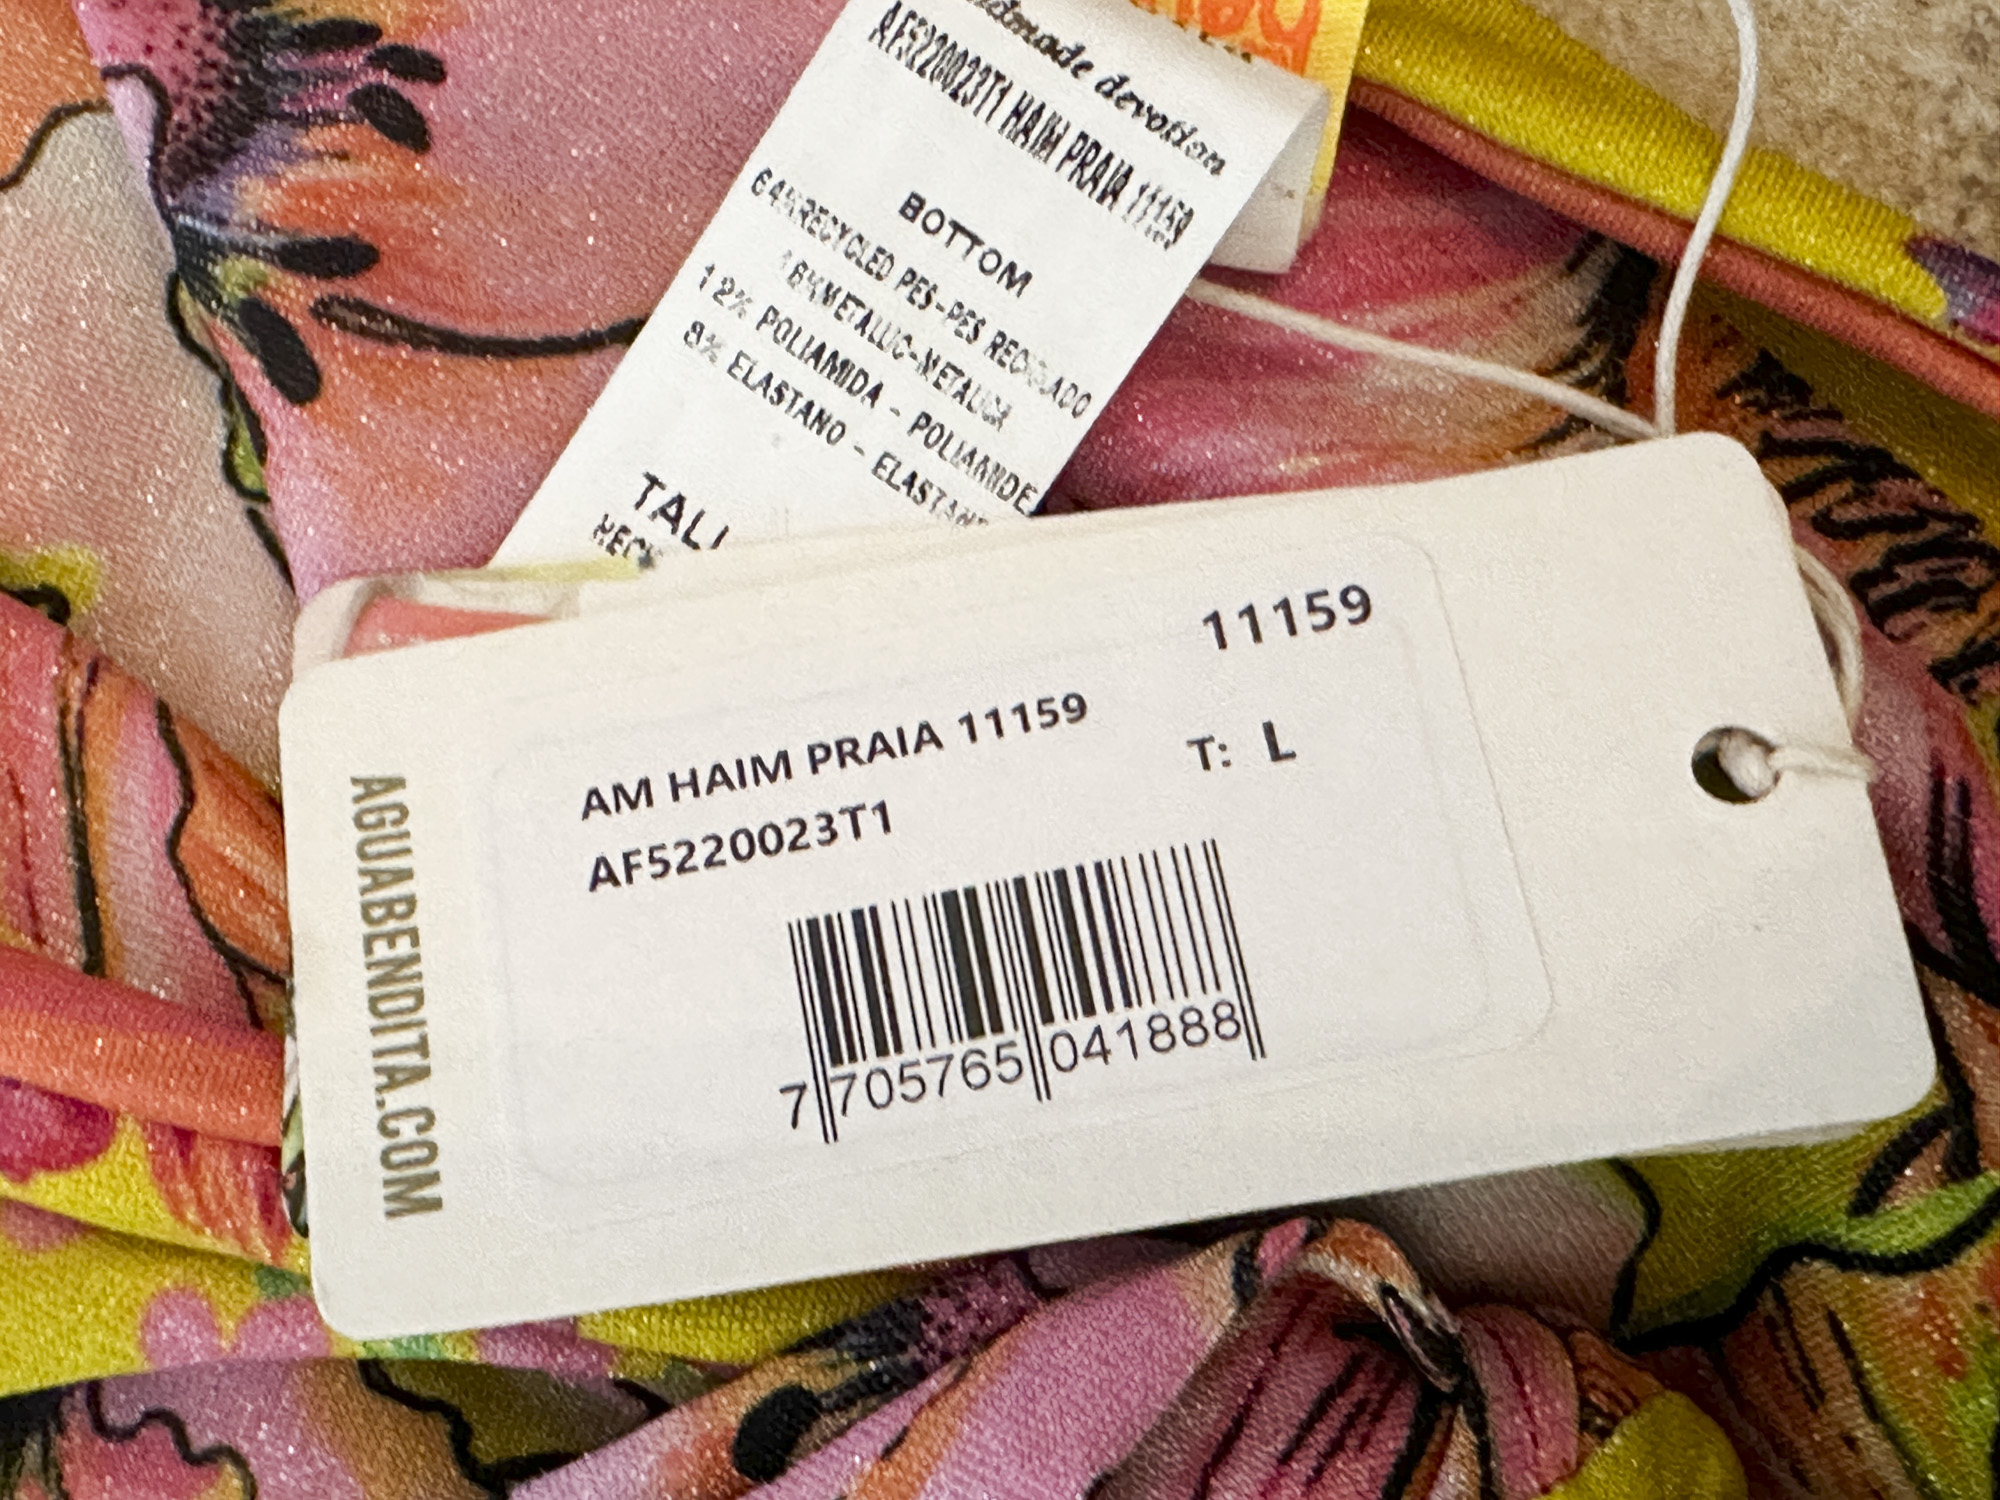 devotion
AF5220023T1 HAIM PRAIA 11159
BOTTOM
64% RECYCLED PES-PES RECICLADO
16% METALLIC-METALICA
12% POLIAMIDA - POLIAMIDE
8% ELASTANO -
11159
AM HAIM PRAIA 11159
T: L
AF5220023T1
7 705765 041888
AGUABENDITA.COM